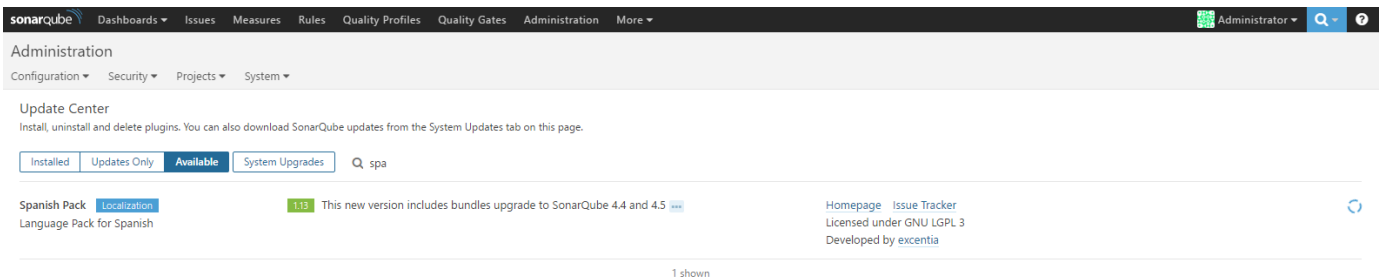 sonarqube Dashboards Issues Measures Rules Quality Profiles Quality Gates Administration More Administrator
Administration
Configuration Security Projects System
Update Center
Install, uninstall and delete plugins. You can also download SonarQube updates from the System Updates tab on this page.
Installed Updates Only Available System Upgrades spa
Spanish Pack Localization 1.13 This new version includes bundles upgrade to SonarQube 4.4 and 4.5 ... Homepage Issue Tracker
Language Pack for Spanish Licensed under GNU LGPL 3
Developed by excentia
1 shown